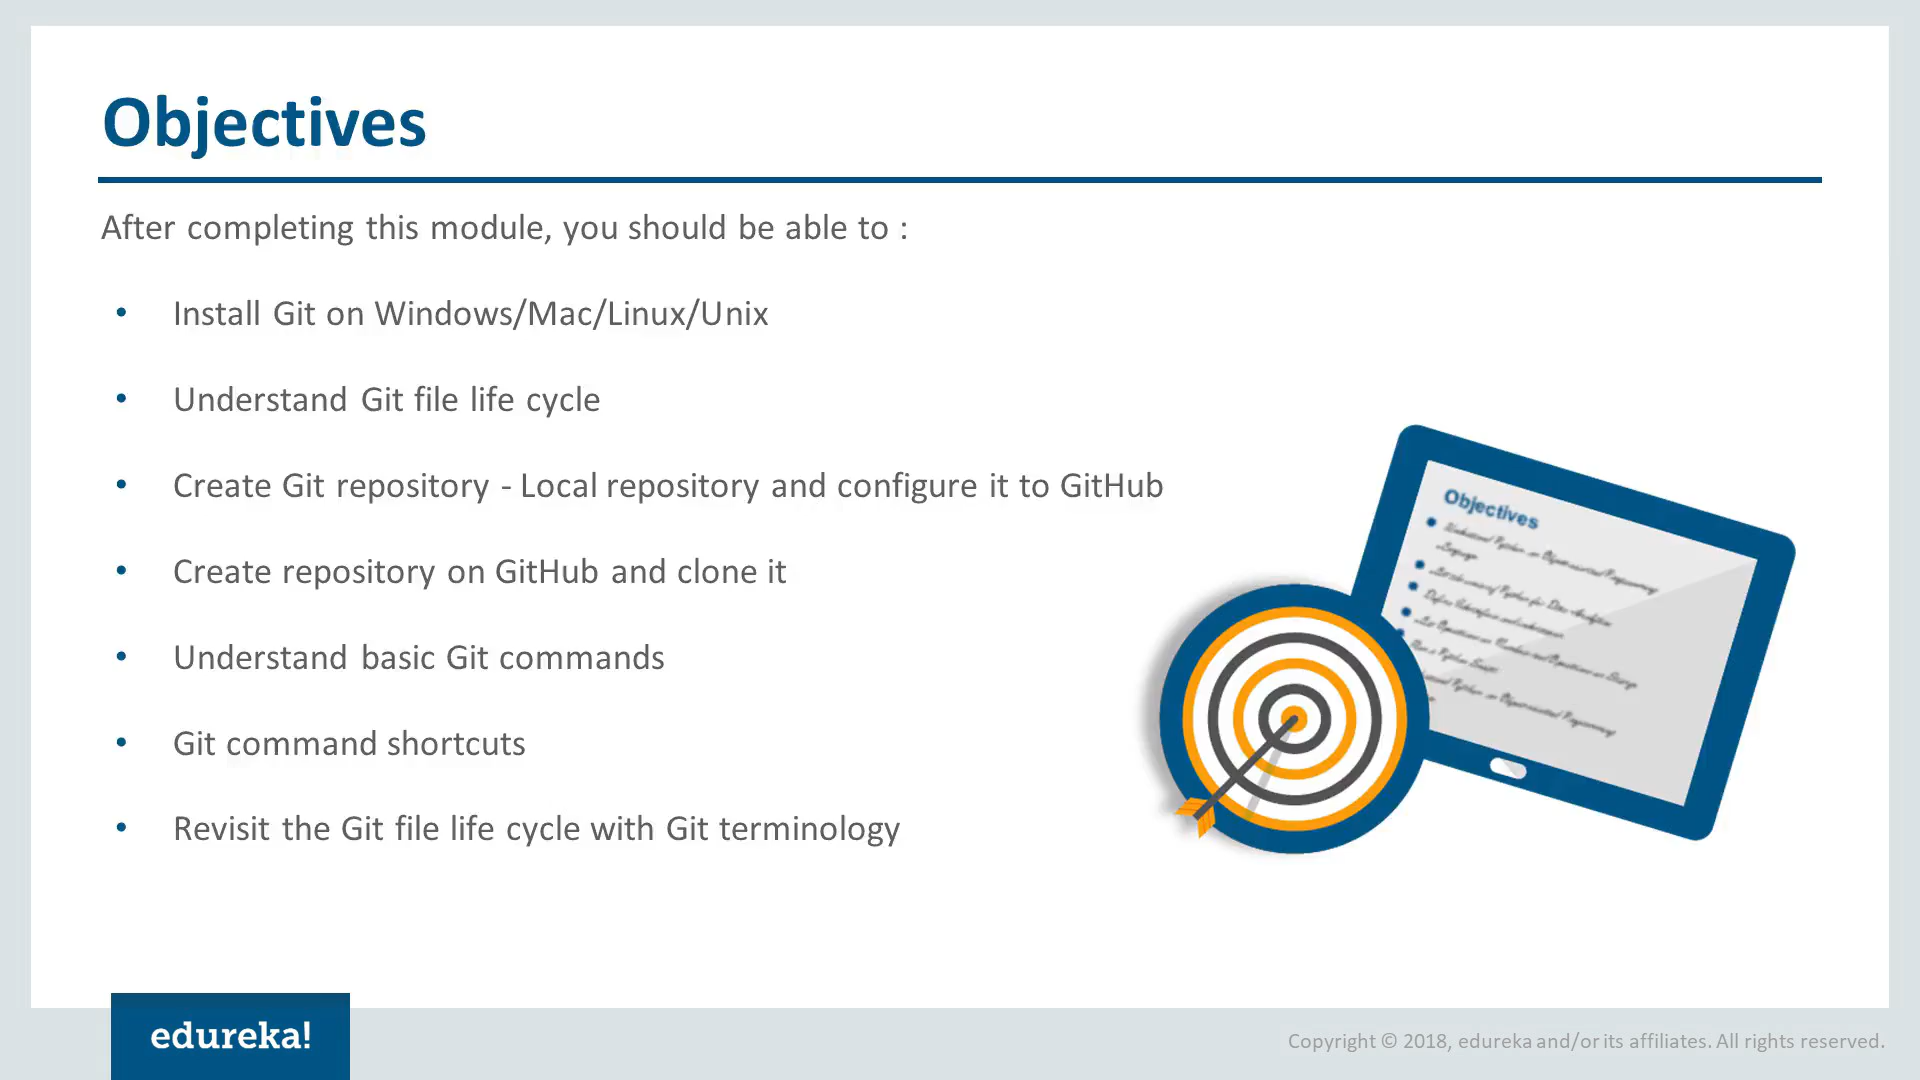 Objectives
After completing this module, you should be able to :
• Install Git on Windows/Mac/Linux/Unix
• Understand Git file life cycle
• Create Git repository - Local repository and configure it to GitHub
• Create repository on GitHub and clone it
• Understand basic Git commands
• Git command shortcuts
• Revisit the Git file life cycle with Git terminology
Objectives
edureka!
Copyright © 2018, edureka and/or its affiliates. All rights reserved.